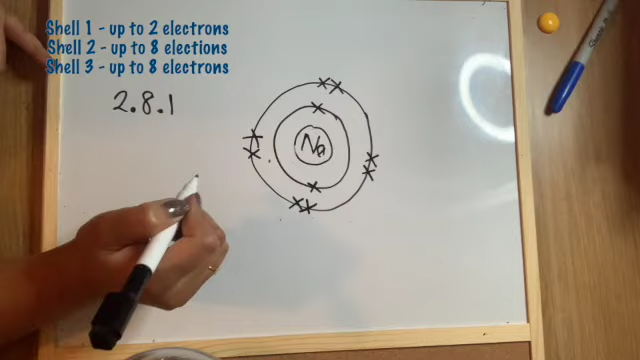 Shell 1 - up to 2 electrons
Shell 2 - up to 8 elections
Shell 3 - up to 8 electrons
2.8.1
Na